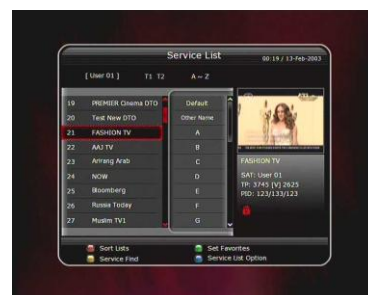 Service List
00:19 / 13-Feb-2003
[ User 01 ] T1 T2 A ~ Z
19 PREMIER Cinema DTO
20 Test New DTO
21 FASHION TV
22 AAJ TV
23 Arirang Arab
24 NOW
25 Bloomberg
26 Russia Today
27 Muslim TV1
Default
Other Name
A
B
C
D
E
F
G
FASHION TV
SAT: User 01
TP: 3745 [V] 2625
PID: 123/133/123
Sort Lists
Set Favorites
Service Find
Service List Option